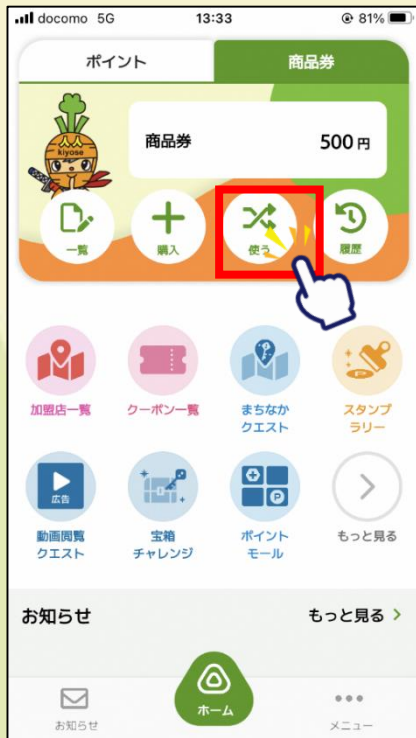 docomo 5G 13:33 81%
ポイント 商品券
kiyose
商品券 500 円
一覧 購入 使う 履歴
加盟店一覧 クーポン一覧 まちなか スタンプ
クエスト ラリー
広告
P
動画閲覧 宝箱 ポイント もっと見る
クエスト チャレンジ モール
お知らせ もっと見る
ホーム
お知らせ メニュー